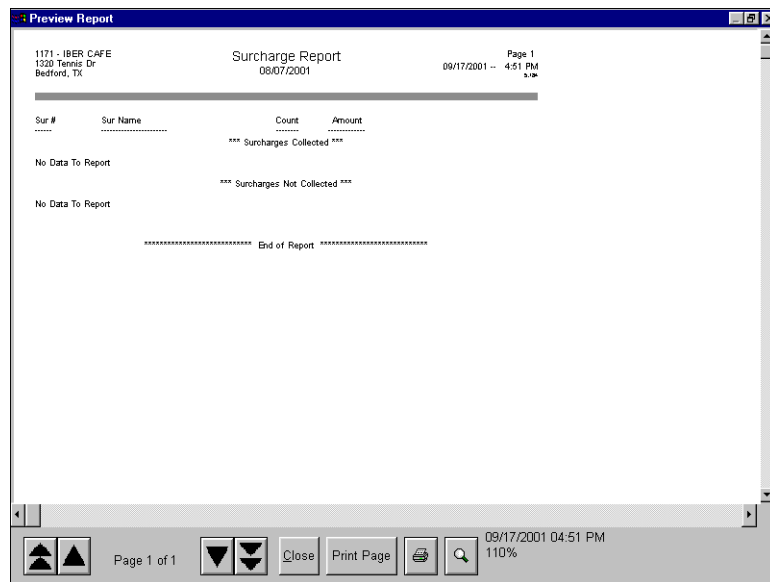 Preview Report
1171 - IBER CAFE
1320 Tennis Dr
Bedford, TX
Surcharge Report
08/07/2001
Page 1
09/17/2001 -- 4:51 PM
Sur # Sur Name Count Amount
*** Surcharges Collected ***
No Data To Report
*** Surcharges Not Collected ***
No Data To Report
**************************** End of Report ****************************
Page 1 of 1
Close
Print Page
09/17/2001 04:51 PM
110%